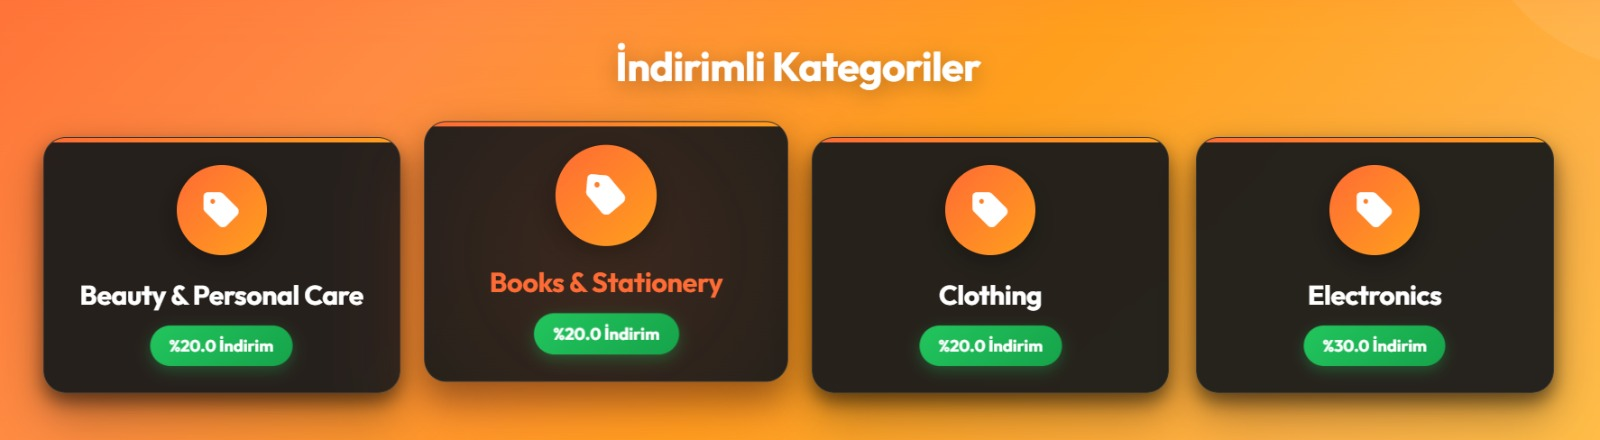 İndirimli Kategoriler
Beauty & Personal Care
%20.0 İndirim
Books & Stationery
%20.0 İndirim
Clothing
%20.0 İndirim
Electronics
%30.0 İndirim